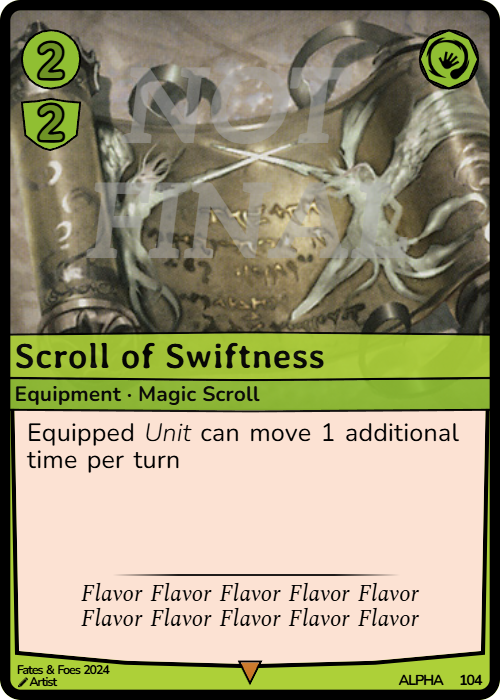 2
2
NOT
FINAL
Scroll of Swiftness
Equipment · Magic Scroll
Equipped Unit can move 1 additional
time per turn
Flavor Flavor Flavor Flavor Flavor
Flavor Flavor Flavor Flavor Flavor
Fates & Foes 2024
Artist
ALPHA 104